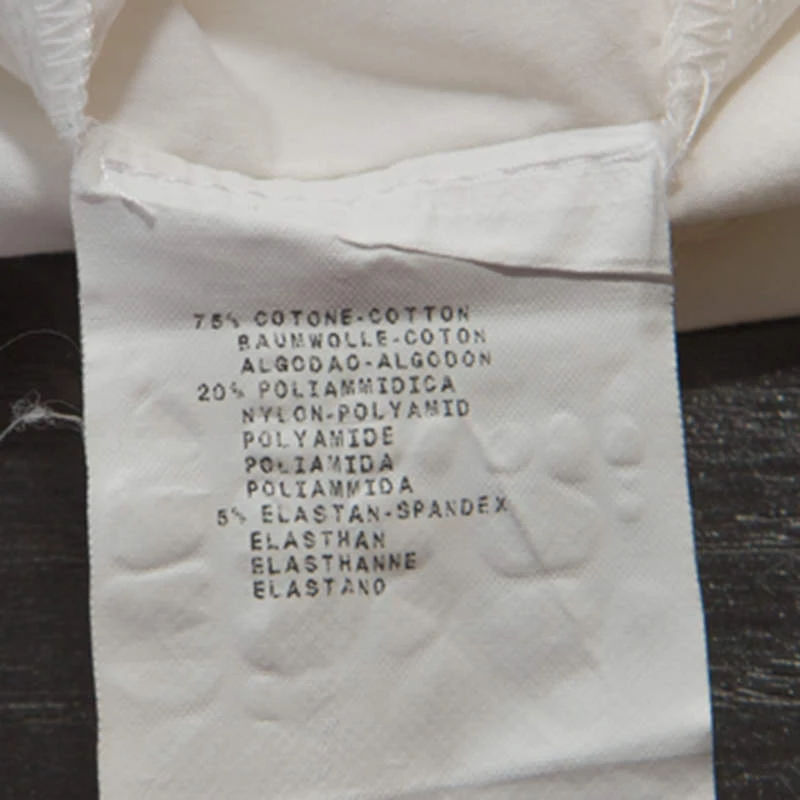 75% COTONE-COTTON
BAUMWOLLE-COTON
ALGODAO-ALGODON
20% POLIAMMIDICA
NYLON-POLYAMID
POLYAMIDE
POLIAMIDA
POLIAMMIDA
5% ELASTAN-SPANDEX
ELASTHAN
ELASTHANNE
ELASTANO